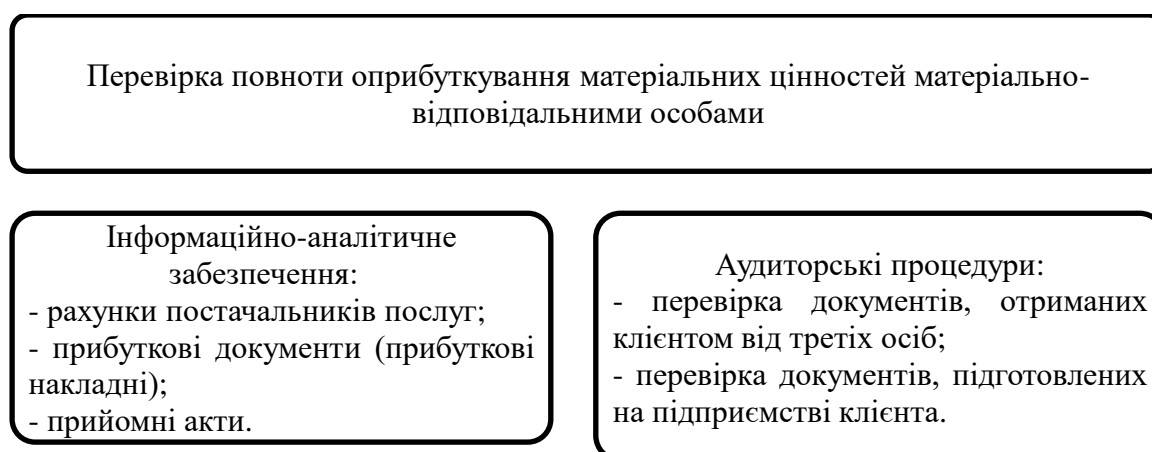 Перевірка повноти оприбуткування матеріальних цінностей матеріально-
відповідальними особами
Інформаційно-аналітичне
забезпечення:
- рахунки постачальників послуг;
- прибуткові документи (прибуткові
накладні);
- прийомні акти.
Аудиторські процедури:
- перевірка документів, отриманих
клієнтом від третіх осіб;
- перевірка документів, підготовлених
на підприємстві клієнта.